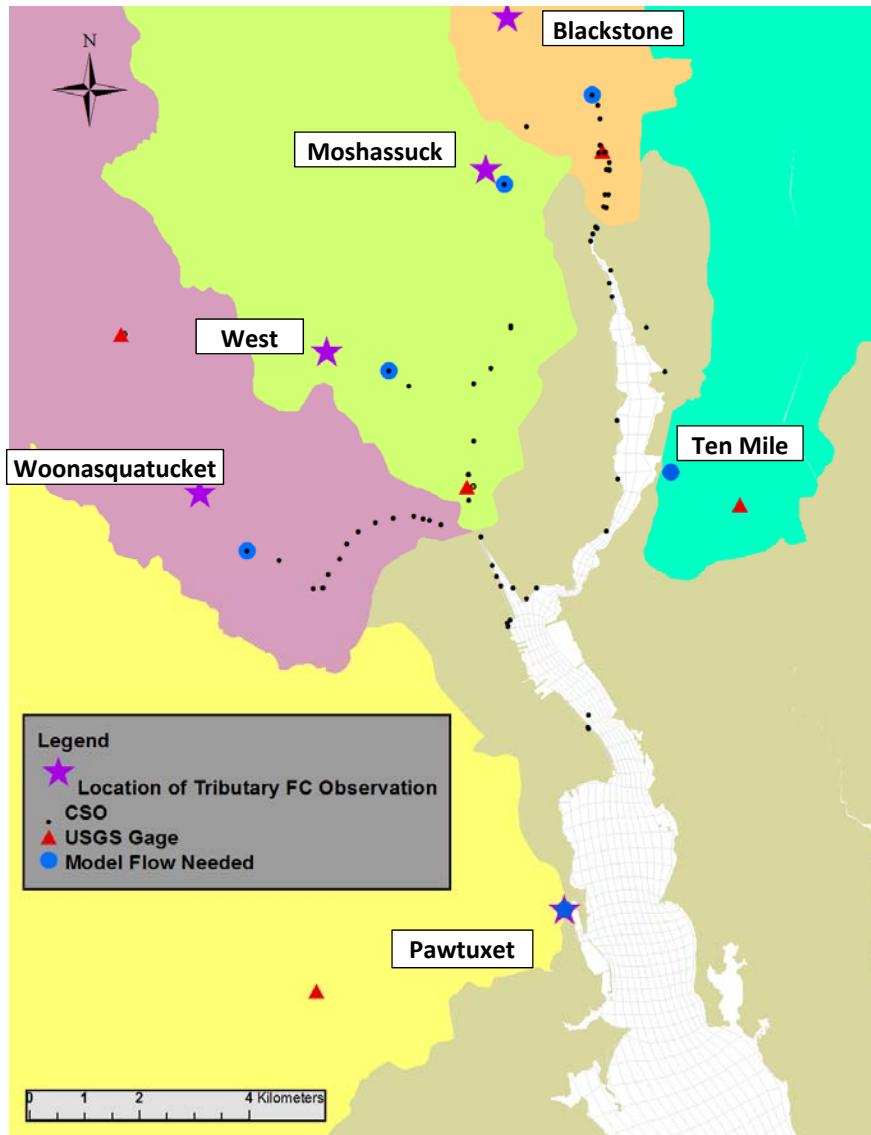 Blackstone
N
Moshassuck
West
Woonasquatucket
Ten Mile
Legend
Location of Tributary FC Observation
CSO
USGS Gage
Model Flow Needed
Pawtuxet
0 1 2 4 Kilometers